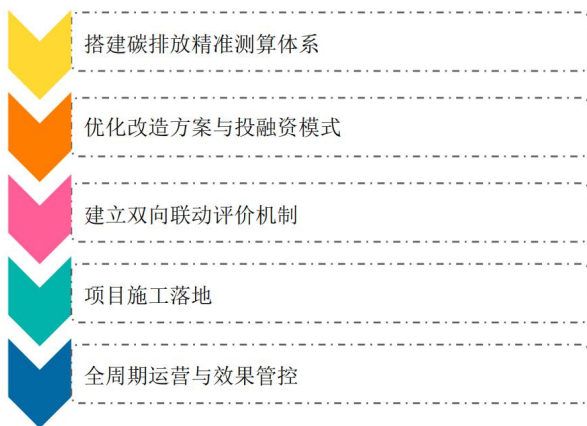 搭建碳排放精准测算体系
优化改造方案与投融资模式
建立双向联动评价机制
项目施工落地
全周期运营与效果管控